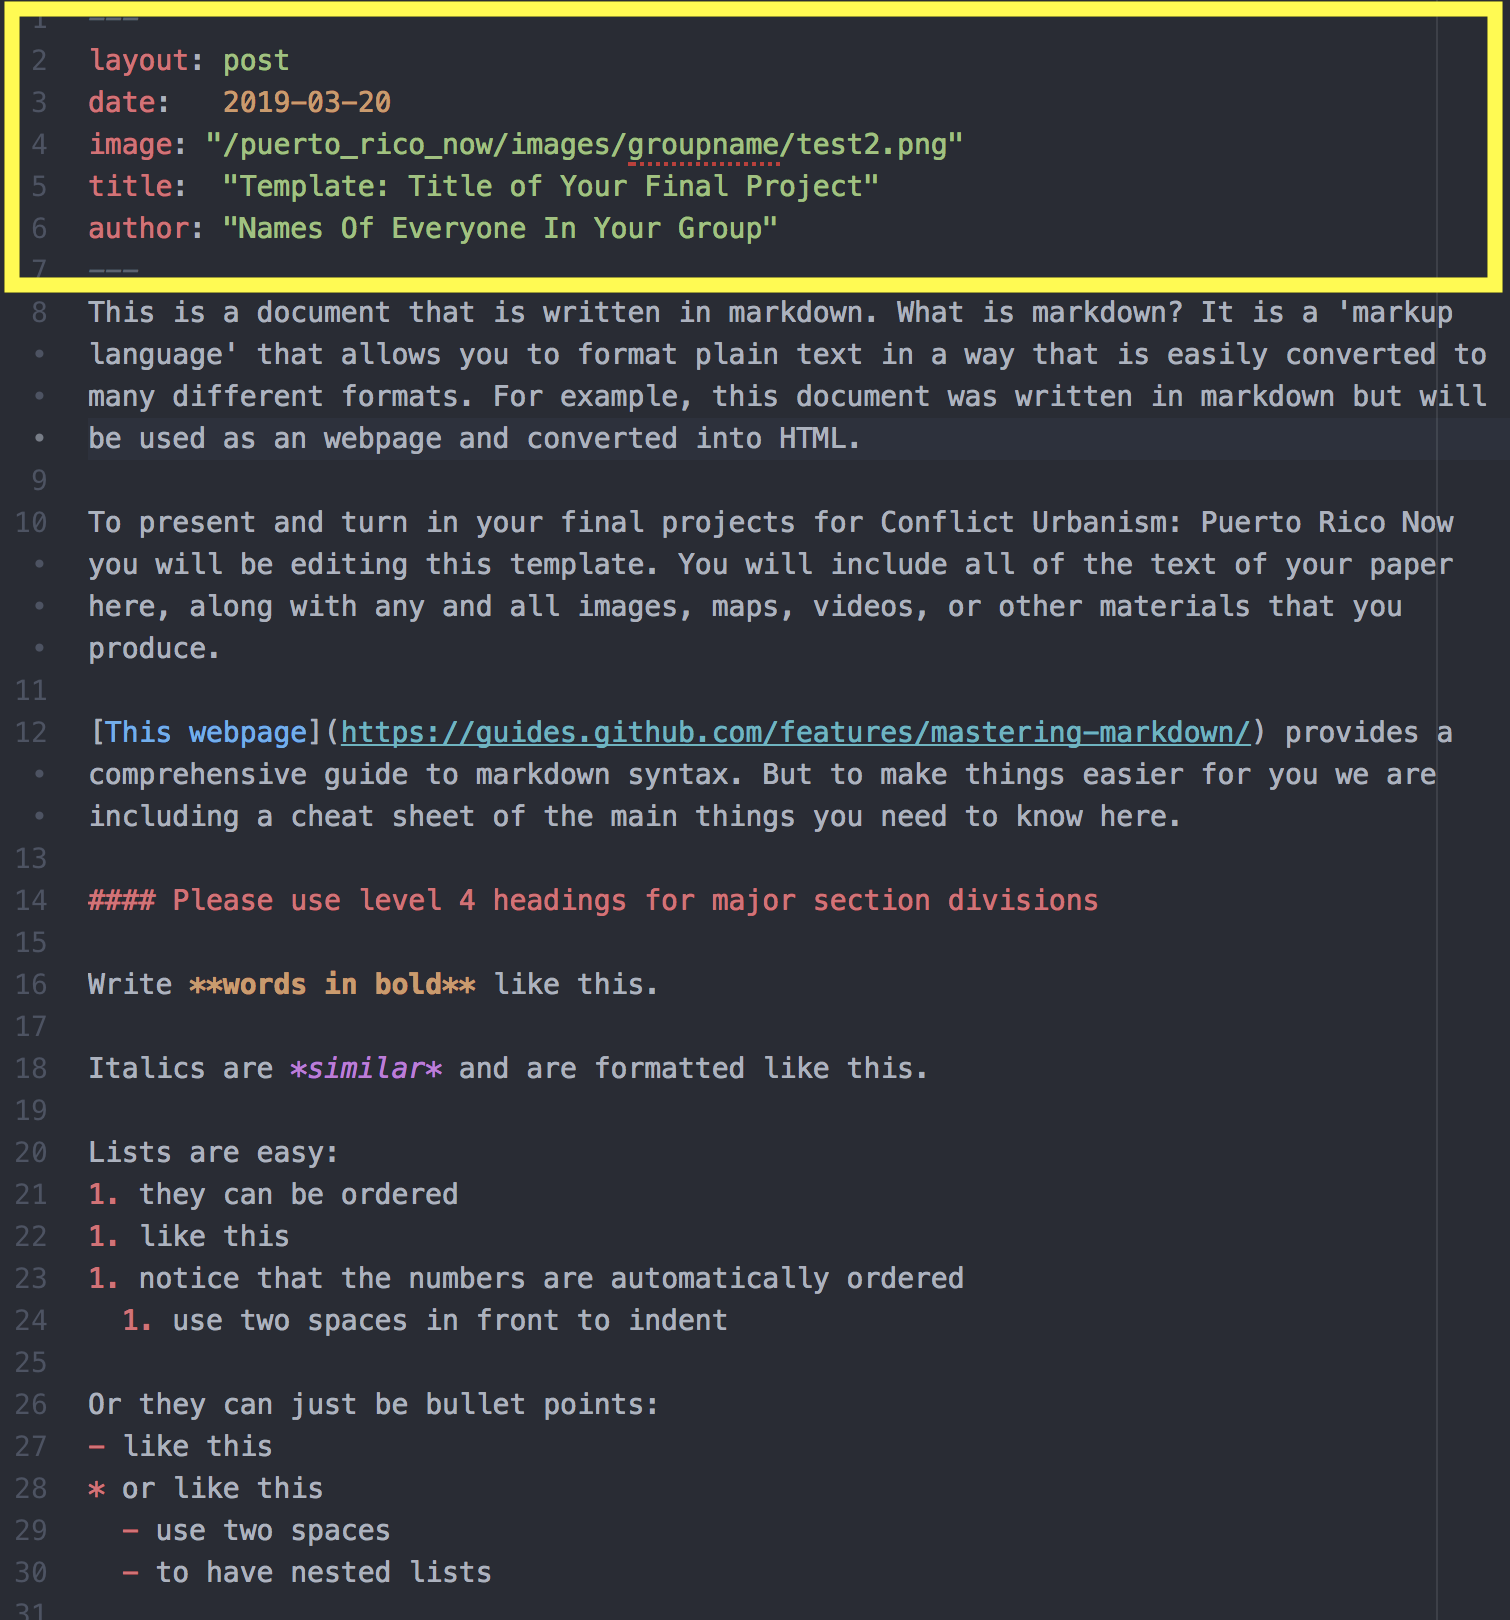 1 ---
2 layout: post
3 date:   2019-03-20
4 image: "/puerto_rico_now/images/groupname/test2.png"
5 title:  "Template: Title of Your Final Project"
6 author: "Names Of Everyone In Your Group"
7 ---
8 This is a document that is written in markdown. What is markdown? It is a 'markup
• language' that allows you to format plain text in a way that is easily converted to
• many different formats. For example, this document was written in markdown but will
• be used as an webpage and converted into HTML.
9
10 To present and turn in your final projects for Conflict Urbanism: Puerto Rico Now
• you will be editing this template. You will include all of the text of your paper
• here, along with any and all images, maps, videos, or other materials that you
• produce.
11
12 [This webpage](https://guides.github.com/features/mastering-markdown/) provides a
• comprehensive guide to markdown syntax. But to make things easier for you we are
• including a cheat sheet of the main things you need to know here.
13
14 #### Please use level 4 headings for major section divisions
15
16 Write **words in bold** like this.
17
18 Italics are *similar* and are formatted like this.
19
20 Lists are easy:
21 1. they can be ordered
22 1. like this
23 1. notice that the numbers are automatically ordered
24   1. use two spaces in front to indent
25
26 Or they can just be bullet points:
27 - like this
28 * or like this
29   - use two spaces
30   - to have nested lists
31